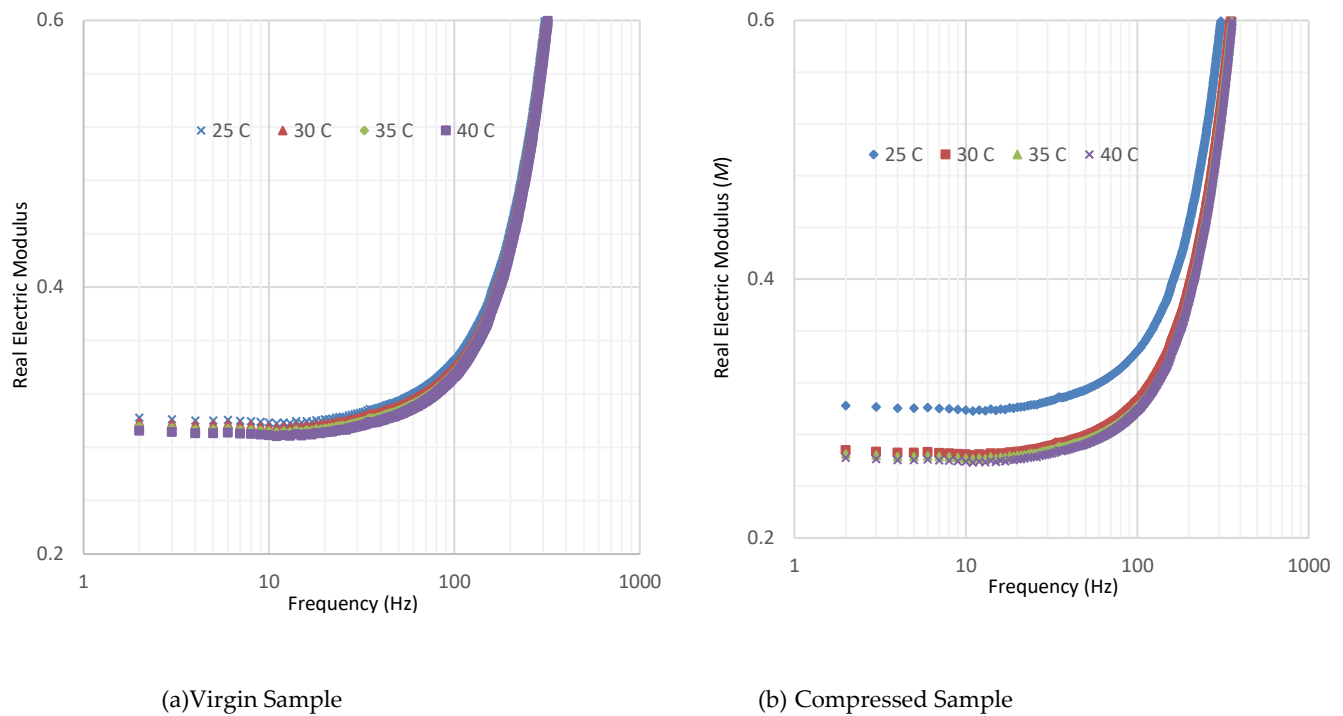 0.6
0.4
0.2
Real Electric Modulus
25 C 30 C 35 C 40 C
1 10 100 1000
Frequency (Hz)
(a)Virgin Sample
0.6
0.4
0.2
Real Electric Modulus (M)
25 C 30 C 35 C 40 C
1 10 100 1000
Frequency (Hz)
(b) Compressed Sample